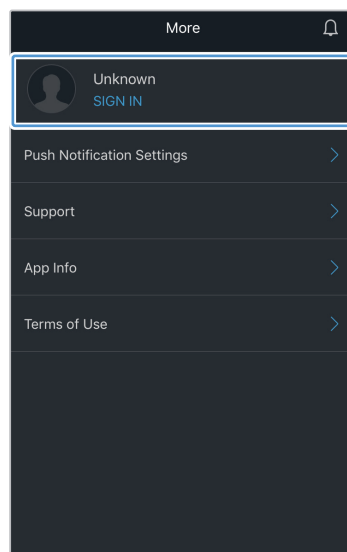 More
Unknown
SIGN IN
Push Notification Settings
Support
App Info
Terms of Use